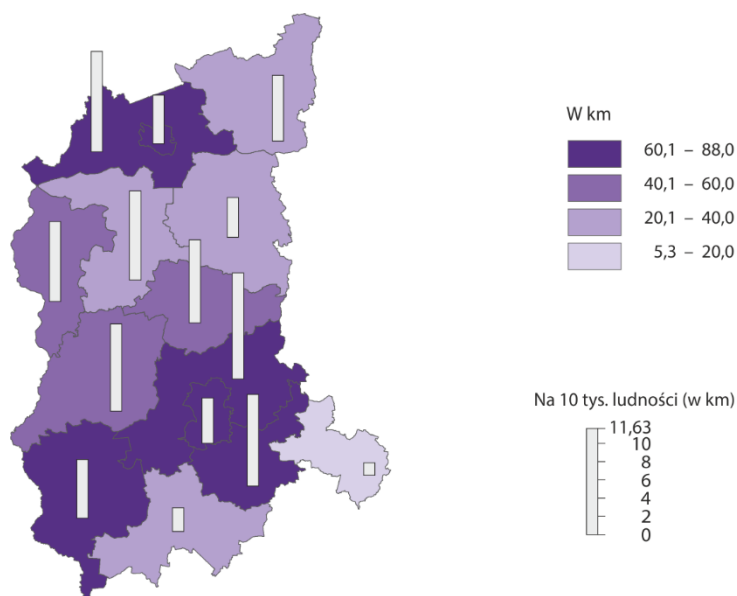 W km
60,1 – 88,0
40,1 – 60,0
20,1 – 40,0
5,3 – 20,0
Na 10 tys. ludności (w km)
11,63
10
8
6
4
2
0